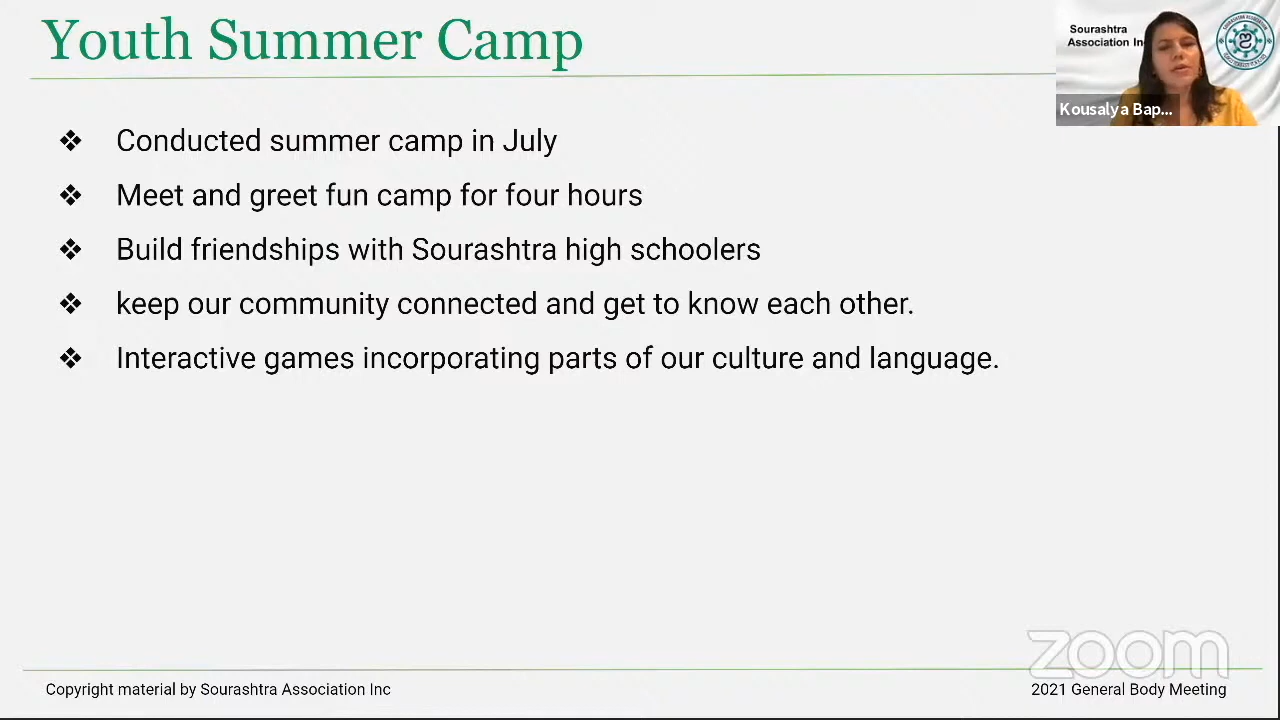 Youth Summer Camp
Sourashtra
Association Inc
Kousalya Bap...
❖ Conducted summer camp in July
❖ Meet and greet fun camp for four hours
❖ Build friendships with Sourashtra high schoolers
❖ keep our community connected and get to know each other.
❖ Interactive games incorporating parts of our culture and language.
zoom
Copyright material by Sourashtra Association Inc
2021 General Body Meeting